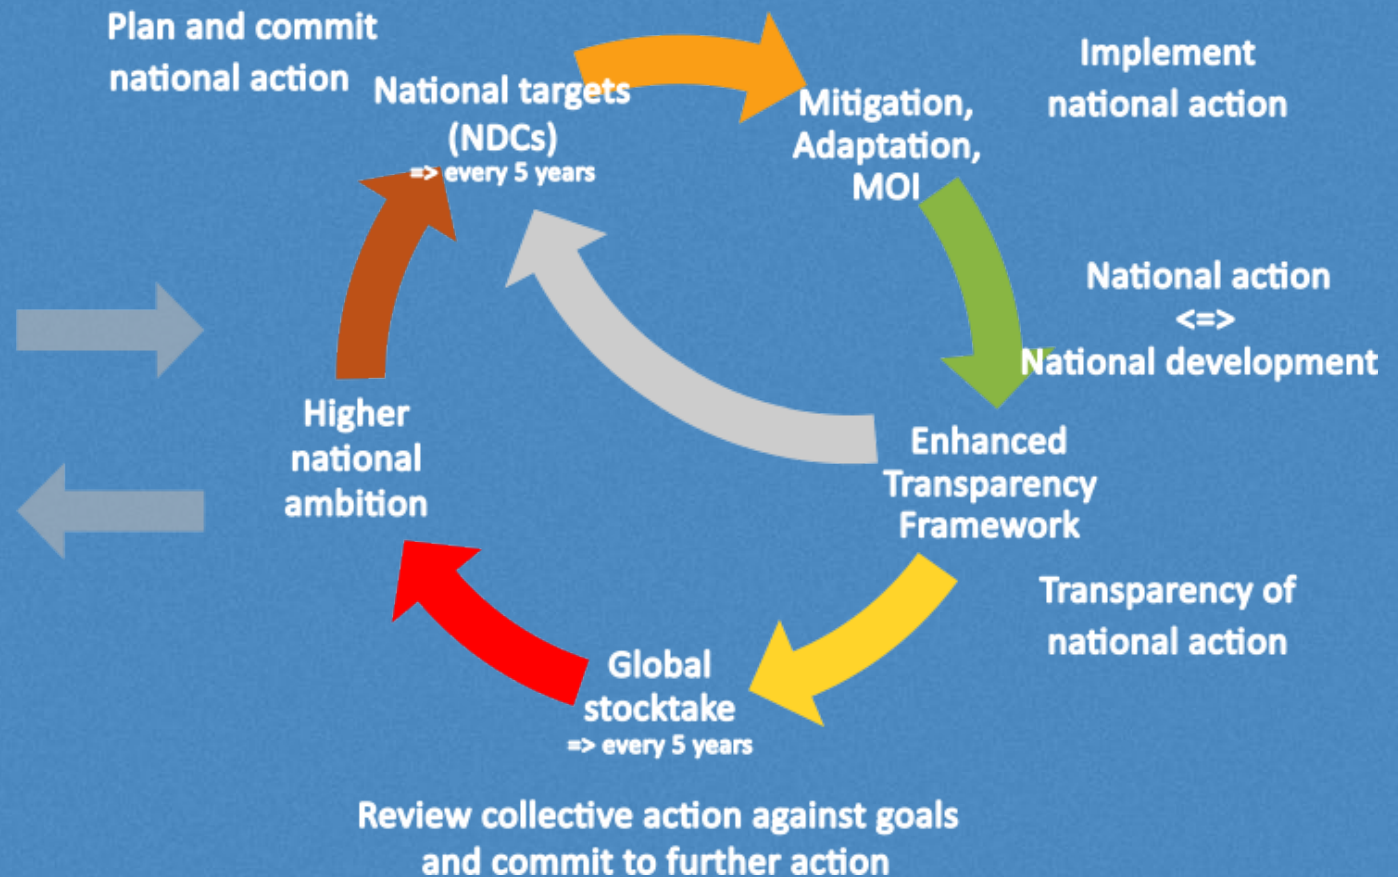 Plan and commit
national action
National targets
(NDCs)
=> every 5 years
Mitigation,
Adaptation,
MOI
Implement
national action
National action
<=>
National development
Higher
national
ambition
Enhanced
Transparency
Framework
Transparency of
national action
Global
stocktake
=> every 5 years
Review collective action against goals
and commit to further action